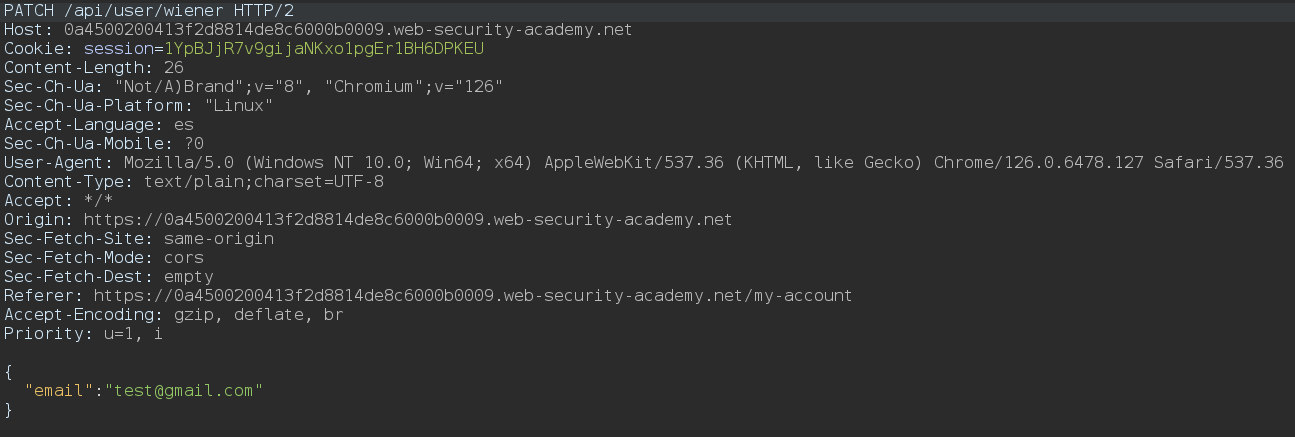 PATCH /api/user/wiener HTTP/2
Host: 0a4500200413f2d8814de8c6000b0009.web-security-academy.net
Cookie: session=1YpBJjR7v9gijaNKxo1pgEr1BH6DPKEU
Content-Length: 26
Sec-Ch-Ua: "Not/A)Brand";v="8", "Chromium";v="126"
Sec-Ch-Ua-Platform: "Linux"
Accept-Language: es
Sec-Ch-Ua-Mobile: ?0
User-Agent: Mozilla/5.0 (Windows NT 10.0; Win64; x64) AppleWebKit/537.36 (KHTML, like Gecko) Chrome/126.0.6478.127 Safari/537.36
Content-Type: text/plain;charset=UTF-8
Accept: */*
Origin: https://0a4500200413f2d8814de8c6000b0009.web-security-academy.net
Sec-Fetch-Site: same-origin
Sec-Fetch-Mode: cors
Sec-Fetch-Dest: empty
Referer: https://0a4500200413f2d8814de8c6000b0009.web-security-academy.net/my-account
Accept-Encoding: gzip, deflate, br
Priority: u=1, i
{
"email":"test@gmail.com"
}